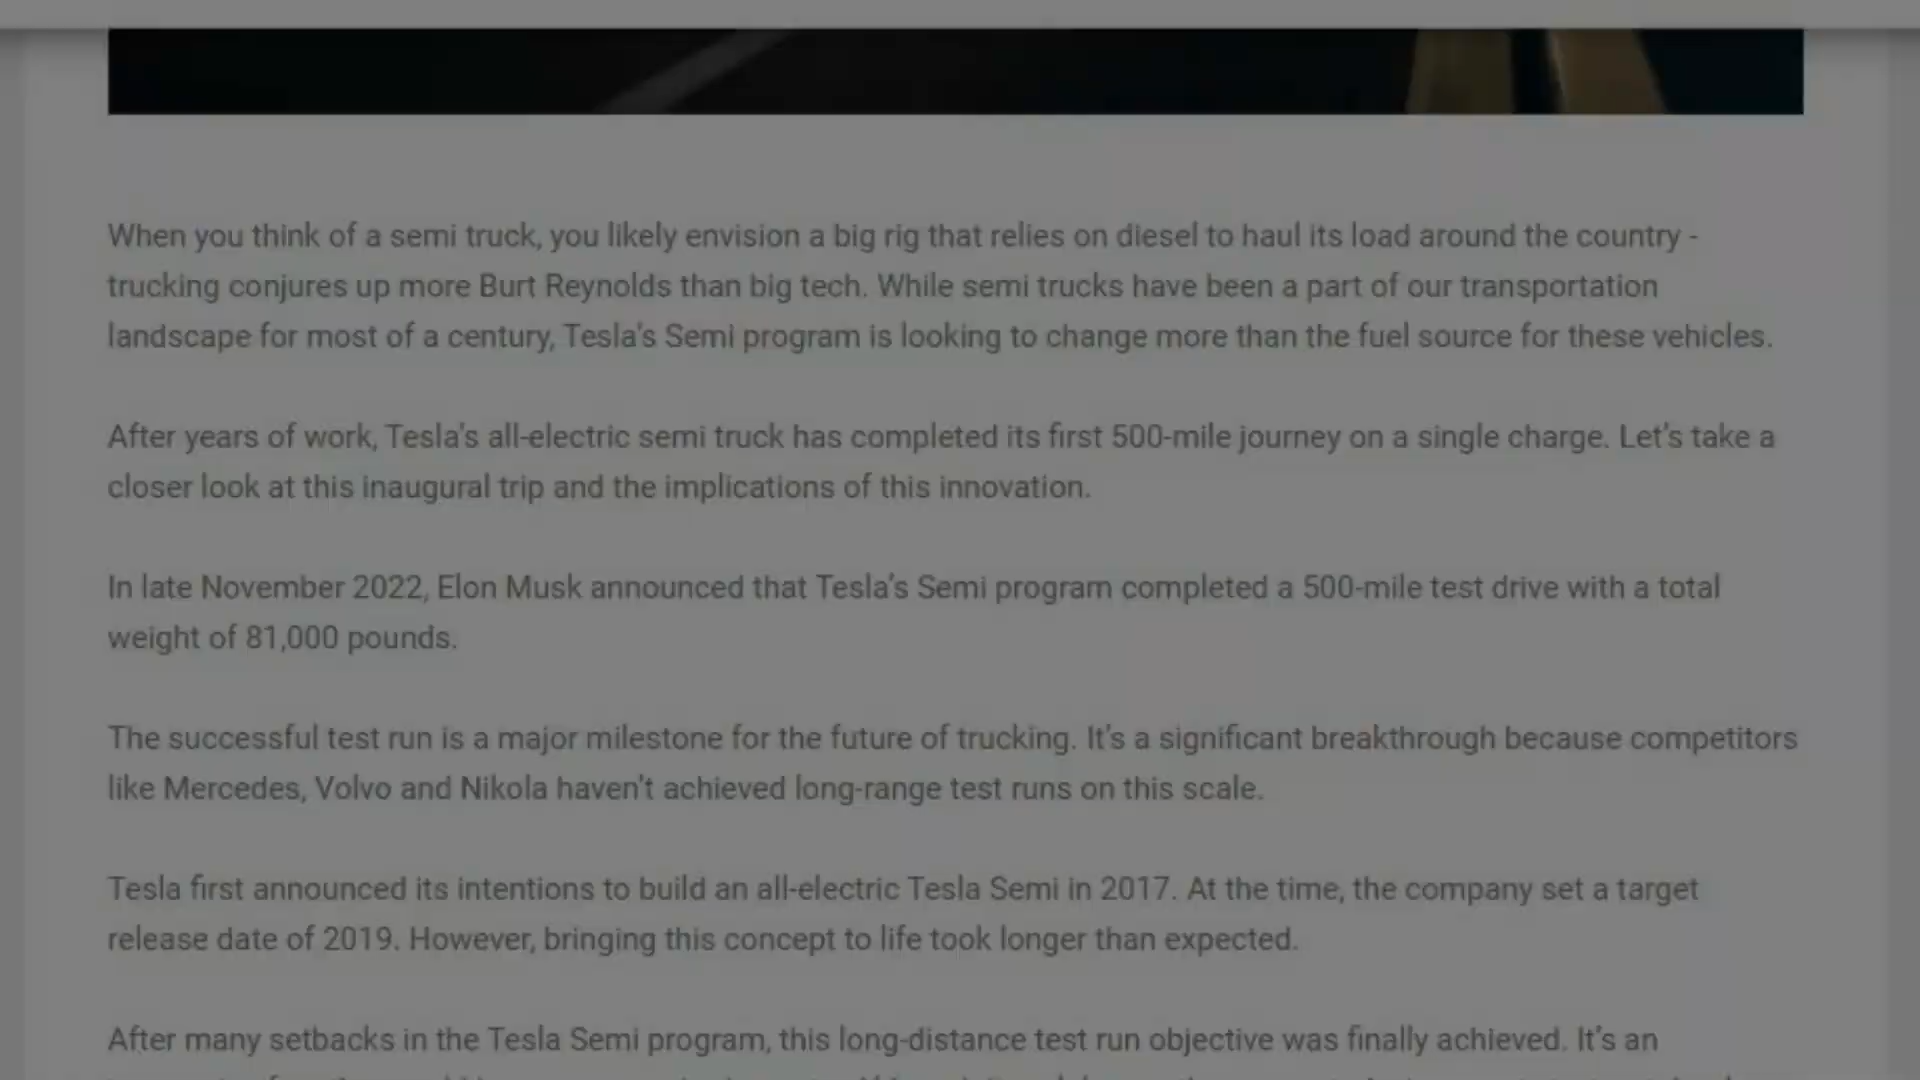 When you think of a semi truck, you likely envision a big rig that relies on diesel to haul its load around the country -
trucking conjures up more Burt Reynolds than big tech. While semi trucks have been a part of our transportation
landscape for most of a century, Tesla's Semi program is looking to change more than the fuel source for these vehicles.
After years of work, Tesla's all-electric semi truck has completed its first 500-mile journey on a single charge. Let's take a
closer look at this inaugural trip and the implications of this innovation.
In late November 2022, Elon Musk announced that Tesla's Semi program completed a 500-mile test drive with a total
weight of 81,000 pounds.
The successful test run is a major milestone for the future of trucking. It's a significant breakthrough because competitors
like Mercedes, Volvo and Nikola haven't achieved long-range test runs on this scale.
Tesla first announced its intentions to build an all-electric Tesla Semi in 2017. At the time, the company set a target
release date of 2019. However, bringing this concept to life took longer than expected.
After many setbacks in the Tesla Semi program, this long-distance test run objective was finally achieved. It's an